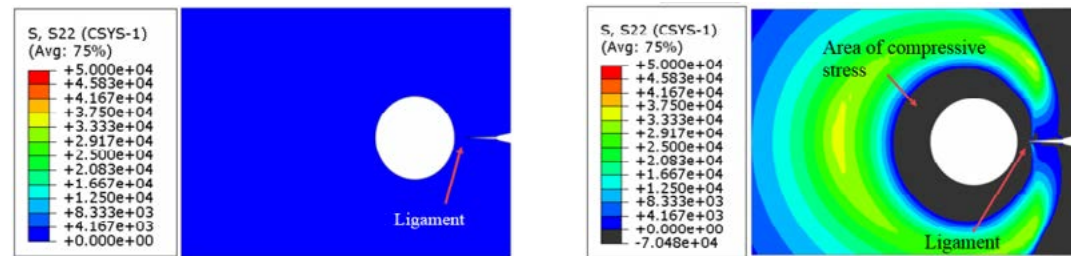 S, S22 (CSYS-1)
(Avg: 75%)
+5.000e+04
+4.583e+04
+4.167e+04
+3.750e+04
+3.333e+04
+2.917e+04
+2.500e+04
+2.083e+04
+1.667e+04
+1.250e+04
+8.333e+03
+4.167e+03
+0.000e+00
Ligament
S, S22 (CSYS-1)
(Avg: 75%)
+5.000e+04
+4.583e+04
+4.167e+04
+3.750e+04
+3.333e+04
+2.917e+04
+2.500e+04
+2.083e+04
+1.667e+04
+1.250e+04
+8.333e+03
+4.167e+03
+0.000e+00
-7.048e+04
Area of compressive
stress
Ligament